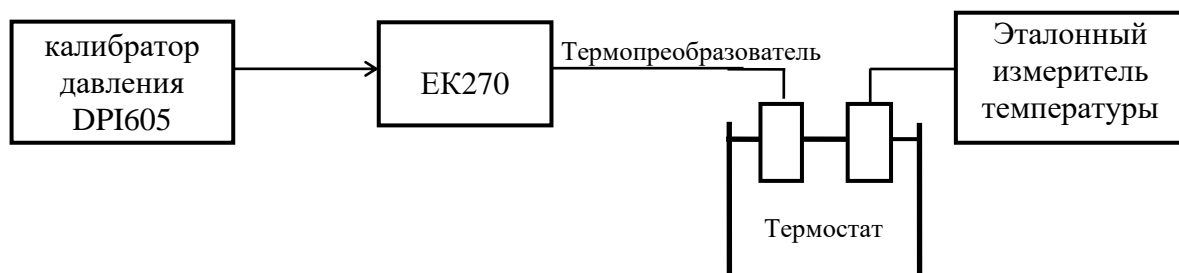 калибратор
давления
DPI605
ЕК270
Термопреобразователь
Эталонный
измеритель
температуры
Термостат